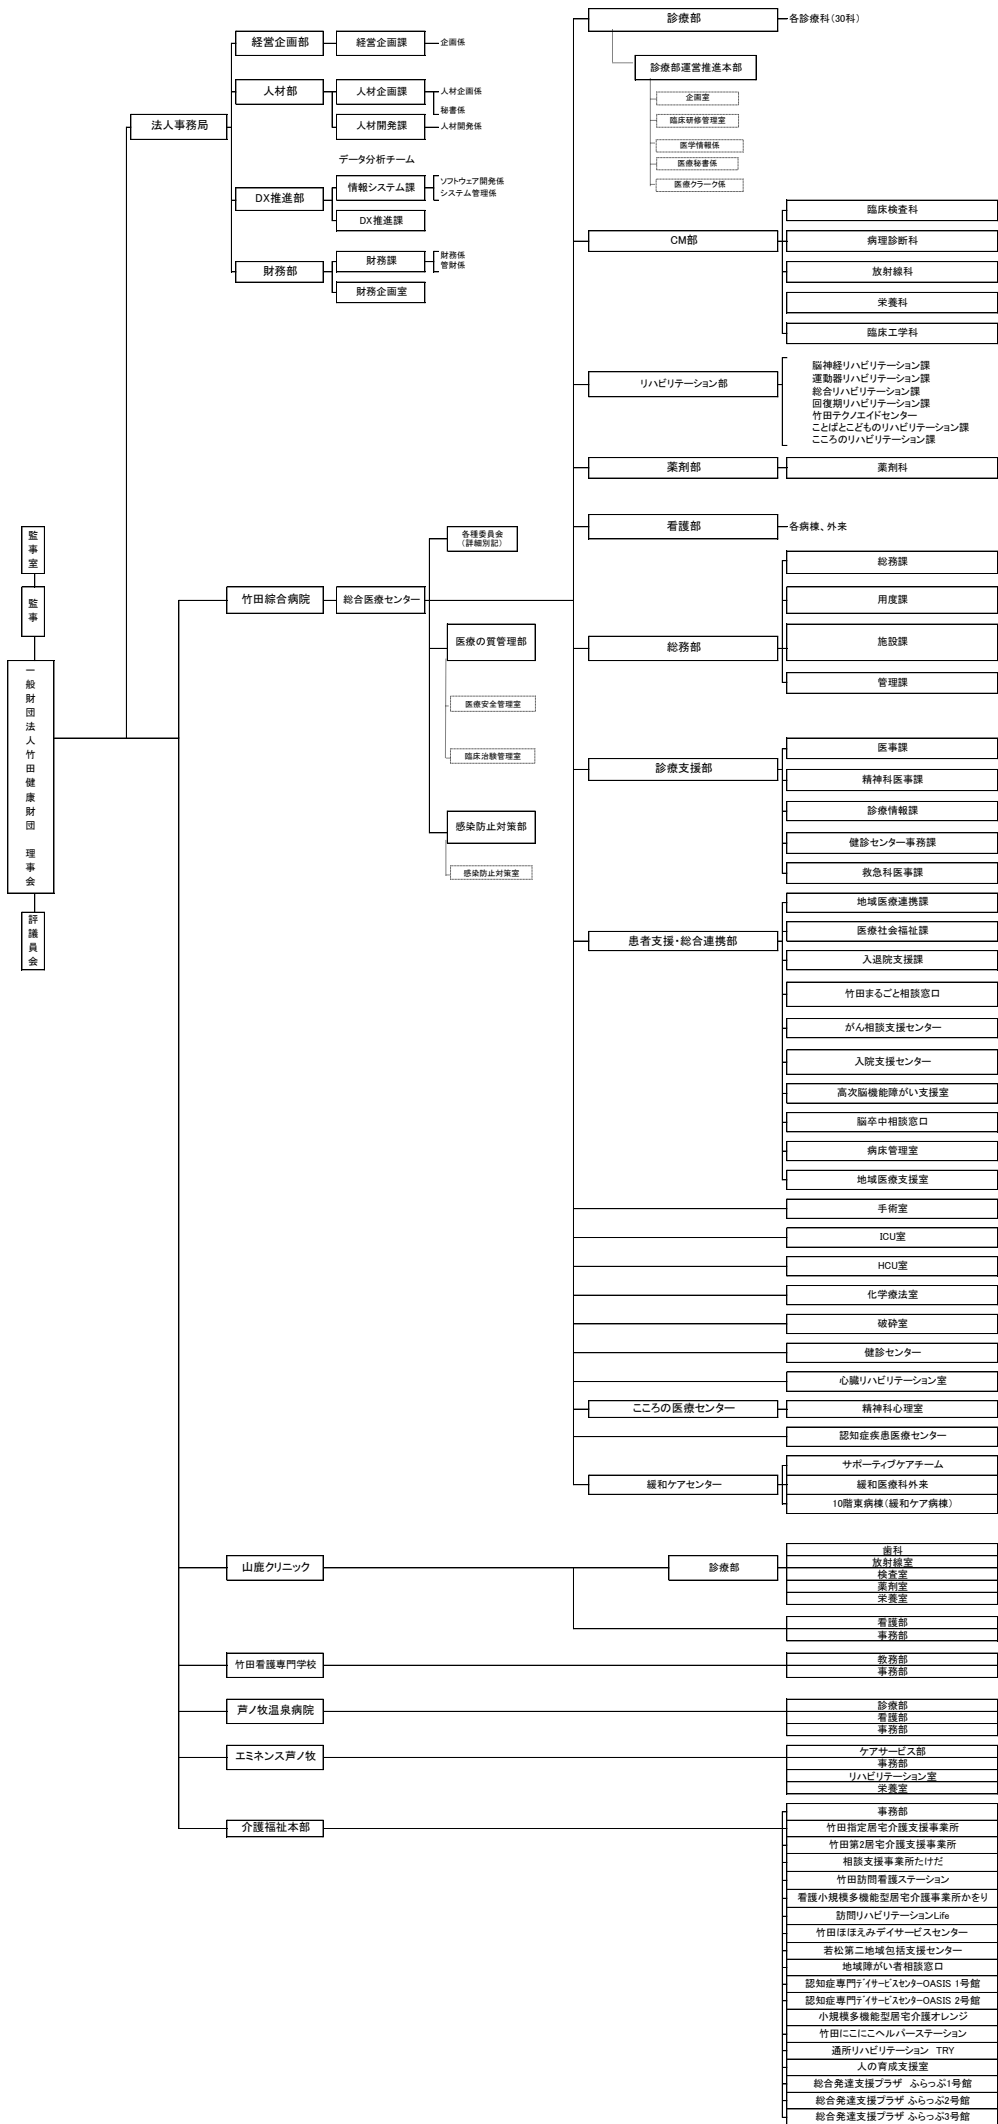 監事室
監事
一般財団法人竹田健康財団　理事会
評議員会
法人事務局
経営企画部
経営企画課
企画係
人材部
人材企画課
人材企画係
秘書係
人材開発課
人材開発係
データ分析チーム
DX推進部
情報システム課
ソフトウェア開発係
システム管理係
DX推進課
財務部
財務課
財務係
管財係
財務企画室
竹田綜合病院
総合医療センター
各種委員会
（詳細別記）
医療の質管理部
医療安全管理室
臨床治験管理室
感染防止対策部
感染防止対策室
診療部
各診療科（30科）
診療部運営推進本部
企画室
臨床研修管理室
医学情報係
医療秘書係
医療クラーク係
CM部
臨床検査科
病理診断科
放射線科
栄養科
臨床工学科
リハビリテーション部
脳神経リハビリテーション課
運動器リハビリテーション課
総合リハビリテーション課
回復期リハビリテーション課
竹田テクノエイドセンター
ことばとこどものリハビリテーション課
こころのリハビリテーション課
薬剤部
薬剤科
看護部
各病棟、外来
総務部
総務課
用度課
施設課
管理課
診療支援部
医事課
精神科医事課
診療情報課
健診センター事務課
救急科医事課
患者支援・総合連携部
地域医療連携課
医療社会福祉課
入退院支援課
竹田まるごと相談窓口
がん相談支援センター
入院支援センター
高次脳機能障がい支援室
脳卒中相談窓口
病床管理室
地域医療支援室
手術室
ICU室
HCU室
化学療法室
破砕室
健診センター
心臓リハビリテーション室
こころの医療センター
精神科心理室
認知症疾患医療センター
緩和ケアセンター
サポーティブケアチーム
緩和医療科外来
10階東病棟（緩和ケア病棟）
山鹿クリニック
診療部
歯科
放射線室
検査室
薬剤室
栄養室
看護部
事務部
竹田看護専門学校
教務部
事務部
芦ノ牧温泉病院
診療部
看護部
事務部
エミネンス芦ノ牧
ケアサービス部
事務部
リハビリテーション室
栄養室
介護福祉本部
事務部
竹田指定居宅介護支援事業所
竹田第2居宅介護支援事業所
相談支援事業所たけだ
竹田訪問看護ステーション
看護小規模多機能型居宅介護事業所かをり
訪問リハビリテーションLife
竹田ほほえみデイサービスセンター
若松第二地域包括支援センター
地域障がい者相談窓口
認知症専門ﾃﾞｲｻｰﾋﾞｽｾﾝﾀｰOASIS 1号館
認知症専門ﾃﾞｲｻｰﾋﾞｽｾﾝﾀｰOASIS 2号館
小規模多機能型居宅介護オレンジ
竹田にこにこヘルパーステーション
通所リハビリテーション　TRY
人の育成支援室
総合発達支援プラザ　ふらっぷ1号館
総合発達支援プラザ ふらっぷ2号館
総合発達支援プラザ ふらっぷ3号館